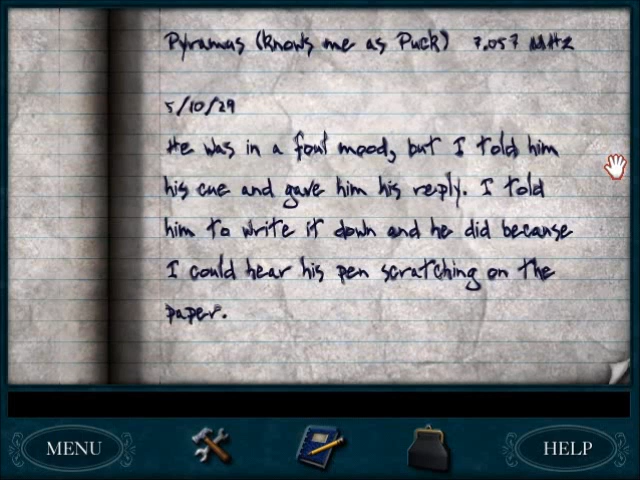 Pyramus (knows me as Puck) 7.057 MHz
5/10/29
He was in a foul mood, but I told him
his cue and gave him his reply. I told
him to write it down and he did because
I could hear his pen scratching on the
paper.
MENU
HELP